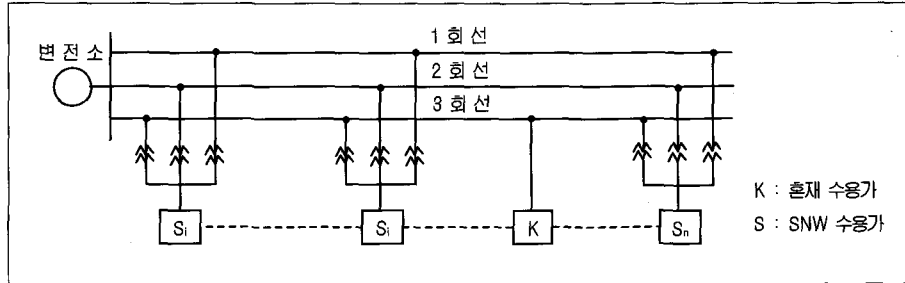 1 회 선
변 전 소
2 회 선
3 회 선
K : 혼재 수용가
S : SNW 수용가
Si
Si
K
Sn